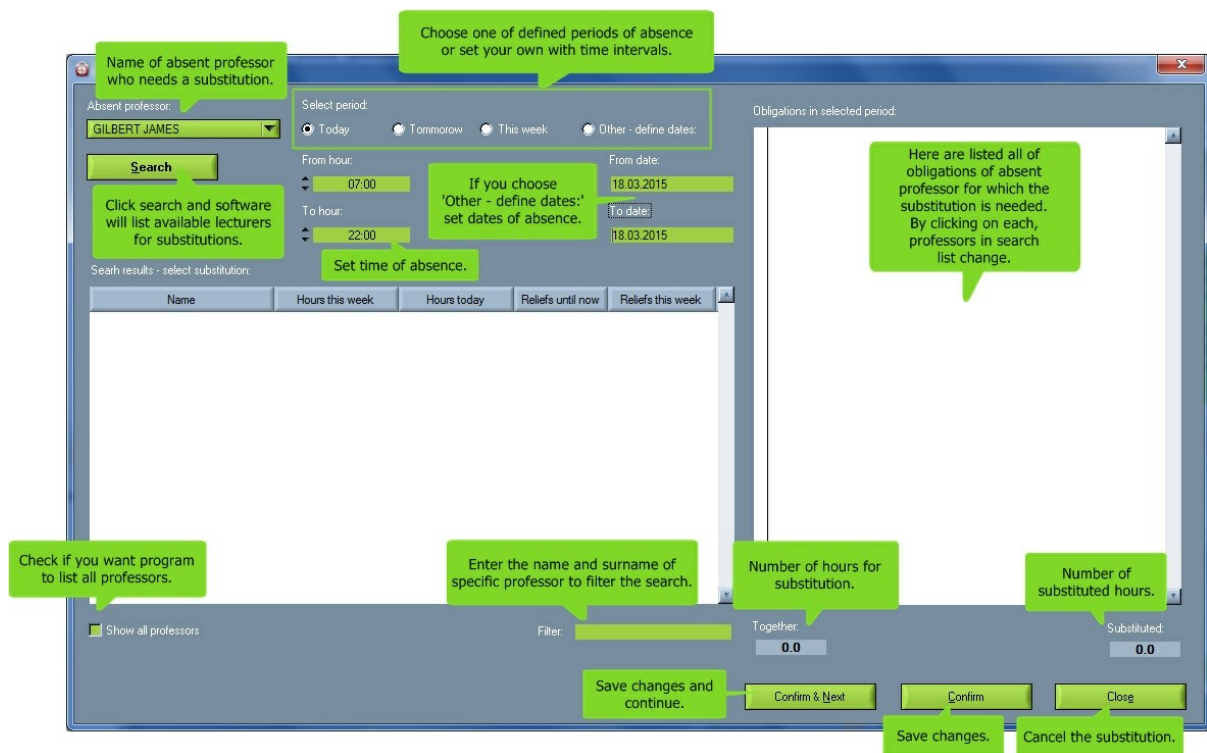 Choose one of defined periods of absence
or set your own with time intervals.
Name of absent professor
who needs a substitution.
Absent professor:
GILBERT JAMES
Select period:
Today
Tommorow
This week
Other - define dates:
Obligations in selected period:
Search
From hour:
07:00
To hour:
22:00
From date:
18.03.2015
To date:
18.03.2015
If you choose
'Other - define dates:'
set dates of absence.
Click search and software
will list available lecturers
for substitutions.
Set time of absence.
Here are listed all of
obligations of absent
professor for which the
substitution is needed.
By clicking on each,
professors in search
list change.
Searh results - select substitution:
Name
Hours this week
Hours today
Reliefs until now
Reliefs this week
Check if you want program
to list all professors.
Enter the name and surname of
specific professor to filter the search.
Number of hours for
substitution.
Number of
substituted hours.
Show all professors
Filter:
Together:
0.0
Substituted:
0.0
Save changes and
continue.
Confirm & Next
Confirm
Close
Save changes.
Cancel the substitution.